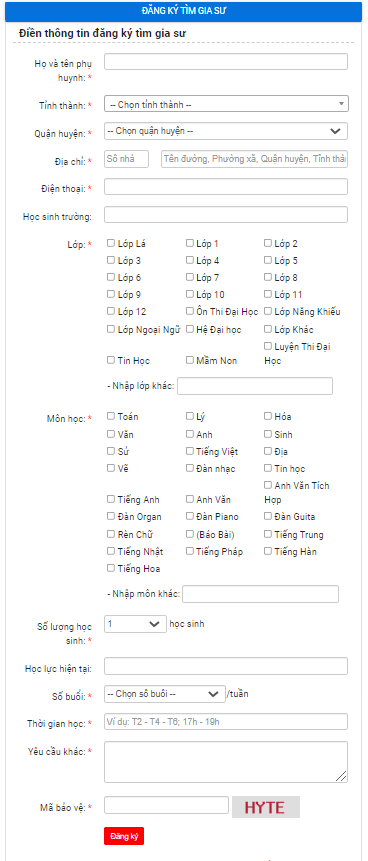 ĐĂNG KÝ TÌM GIA SƯ
Điền thông tin đăng ký tìm gia sư
Họ và tên phụ
huynh: *
Tỉnh thành: * -- Chọn tỉnh thành --
Quận huyện: * -- Chọn quận huyện --
Địa chỉ: * Số nhà Tên đường, Phường xã, Quận huyện, Tỉnh thàn
Điện thoại: *
Học sinh trường:
Lớp: * Lớp Lá Lớp 1 Lớp 2
Lớp 3 Lớp 4 Lớp 5
Lớp 6 Lớp 7 Lớp 8
Lớp 9 Lớp 10 Lớp 11
Lớp 12 Ôn Thi Đại Học Lớp Năng Khiếu
Lớp Ngoại Ngữ Hệ Đại học Lớp Khác
Luyện Thi Đại
Tin Học Mầm Non Học
- Nhập lớp khác:
Môn học: * Toán Lý Hóa
Văn Anh Sinh
Sử Tiếng Việt Địa
Vẽ Đàn nhạc Tin học
Anh Văn Tích
Tiếng Anh Anh Văn Hợp
Đàn Organ Đàn Piano Đàn Guita
Rèn Chữ (Báo Bài) Tiếng Trung
Tiếng Nhật Tiếng Pháp Tiếng Hàn
Tiếng Hoa
- Nhập môn khác:
Số lượng học
sinh: * 1 học sinh
Học lực hiện tại:
Số buổi: * -- Chọn số buổi -- /tuần
Thời gian học: * Ví dụ: T2 - T4 - T6; 17h - 19h
Yêu cầu khác: *
Mã bảo vệ: * HYTE
Đăng ký